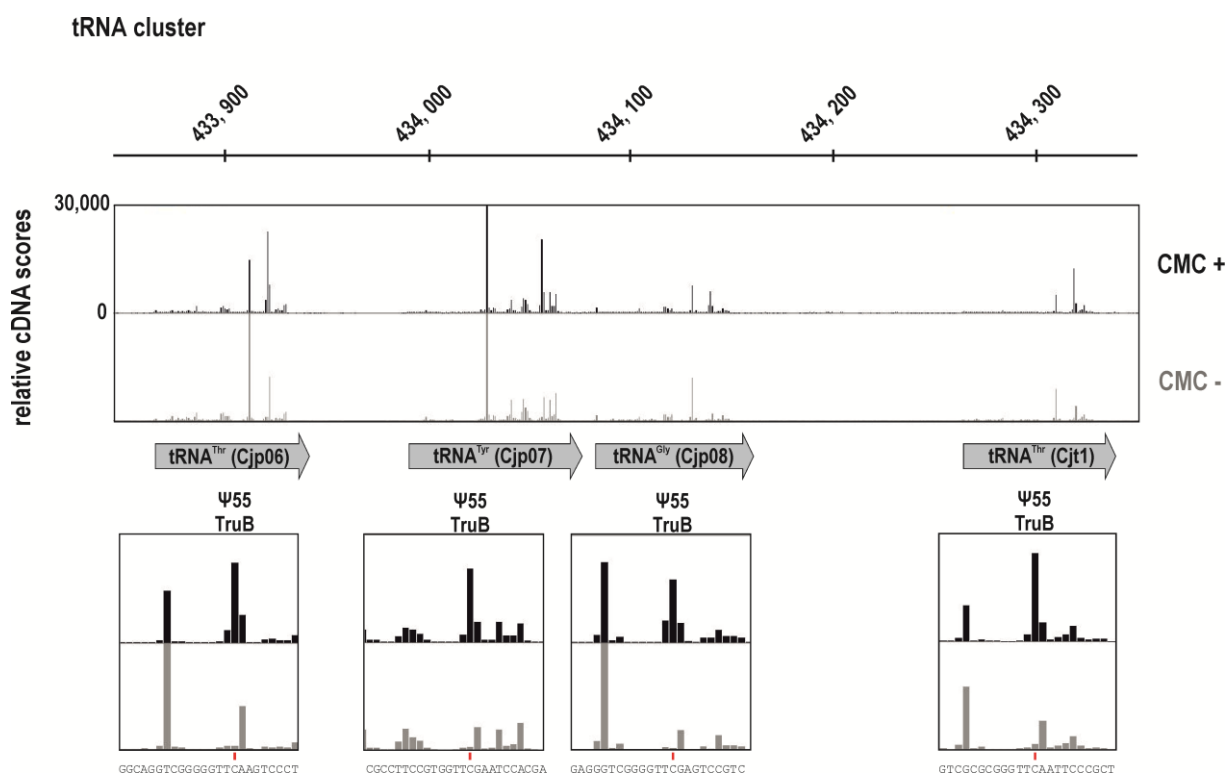 tRNA cluster
433, 900
434, 000
434, 100
434, 200
434, 300
relative cDNA scores
30,000
0
CMC +
CMC -
tRNAThr (Cjp06)
tRNATyr (Cjp07)
tRNAGly (Cjp08)
tRNAThr (Cjt1)
Ψ55
TruB
Ψ55
TruB
Ψ55
TruB
Ψ55
TruB
GGCAGGTCGGGGGTTCAAGTCCCT
CGCCTTCCGTGGTTCGAATCCACGA
GAGGGTCGGGGTTCGAGTCCCGTC
GTCGCGCGGGTTCAATTCCCGCT